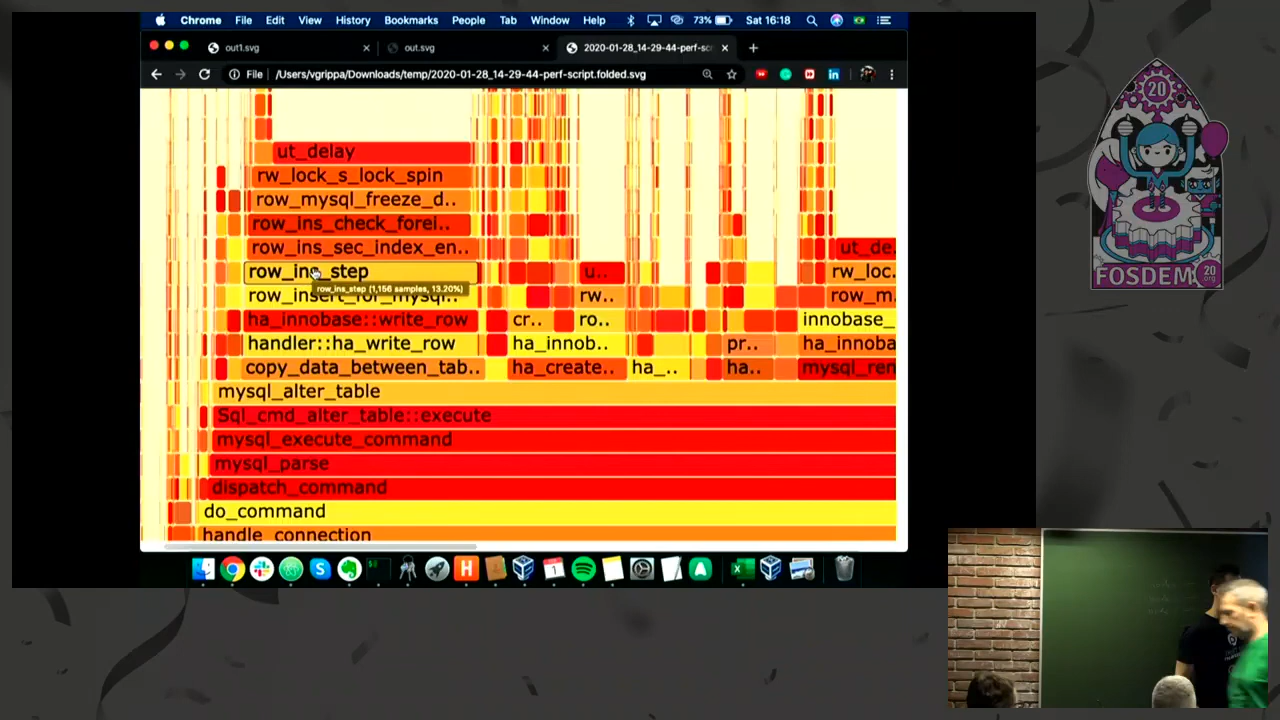 Chrome File Edit View History Bookmarks People Tab Window Help 73% Sat 16:18
out1.svg out.svg 2020-01-28_14-29-44-perf-scr
File /Users/vgrippa/Downloads/temp/2020-01-28_14-29-44-perf-script.folded.svg
ut_delay
rw_lock_s_lock_spin
row_mysql_freeze_d..
row_ins_check_forei..
row_ins_sec_index_en.. ut_de.
row_ins_step u.. rw_loc.
row_ins_step (1,156 samples, 13.20%)
row_insert_for_mysql.. rw.. row_m.
ha_innobase::write_row cr.. ro.. innobase_
handler::ha_write_row ha_innob.. pr.. ha_innoba
copy_data_between_tab.. ha_create.. ha_.. ha.. mysql_ren
mysql_alter_table
Sql_cmd_alter_table::execute
mysql_execute_command
mysql_parse
dispatch_command
do_command
handle_connection
20
FOSDEM
20
.org